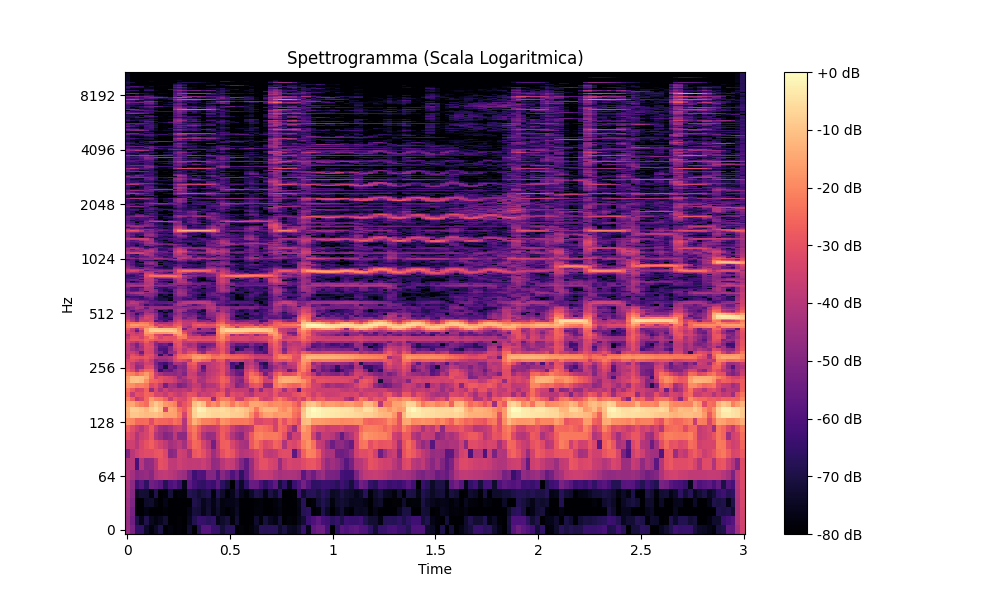 Spettrogramma (Scala Logaritmica)
Hz
8192
4096
2048
1024
512
256
128
64
0
0 0.5 1 1.5 2 2.5 3
Time
+0 dB
-10 dB
-20 dB
-30 dB
-40 dB
-50 dB
-60 dB
-70 dB
-80 dB